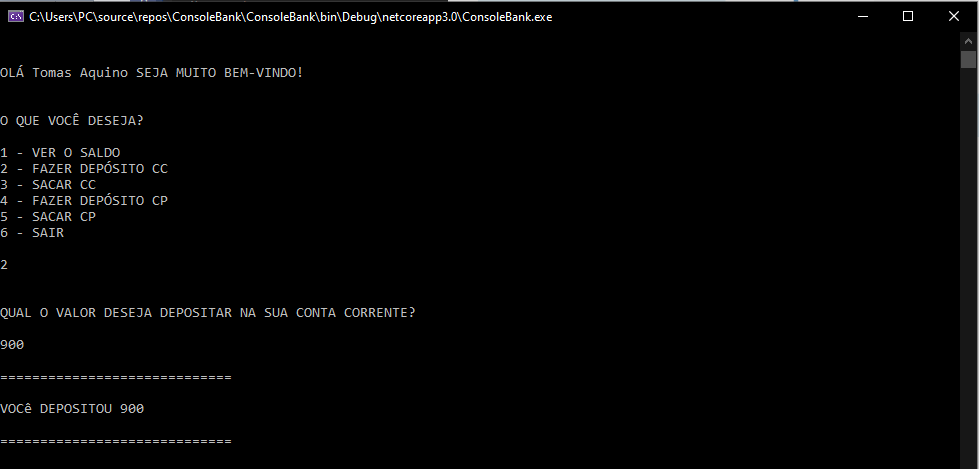 C:\Users\PC\source\repos\ConsoleBank\ConsoleBank\bin\Debug\netcoreapp3.0\ConsoleBank.exe
OLÁ Tomas Aquino SEJA MUITO BEM-VINDO!
O QUE VOCÊ DESEJA?
1 - VER O SALDO
2 - FAZER DEPÓSITO CC
3 - SACAR CC
4 - FAZER DEPÓSITO CP
5 - SACAR CP
6 - SAIR
2
QUAL O VALOR DESEJA DEPOSITAR NA SUA CONTA CORRENTE?
900
=============================
VOCê DEPOSITOU 900
=============================